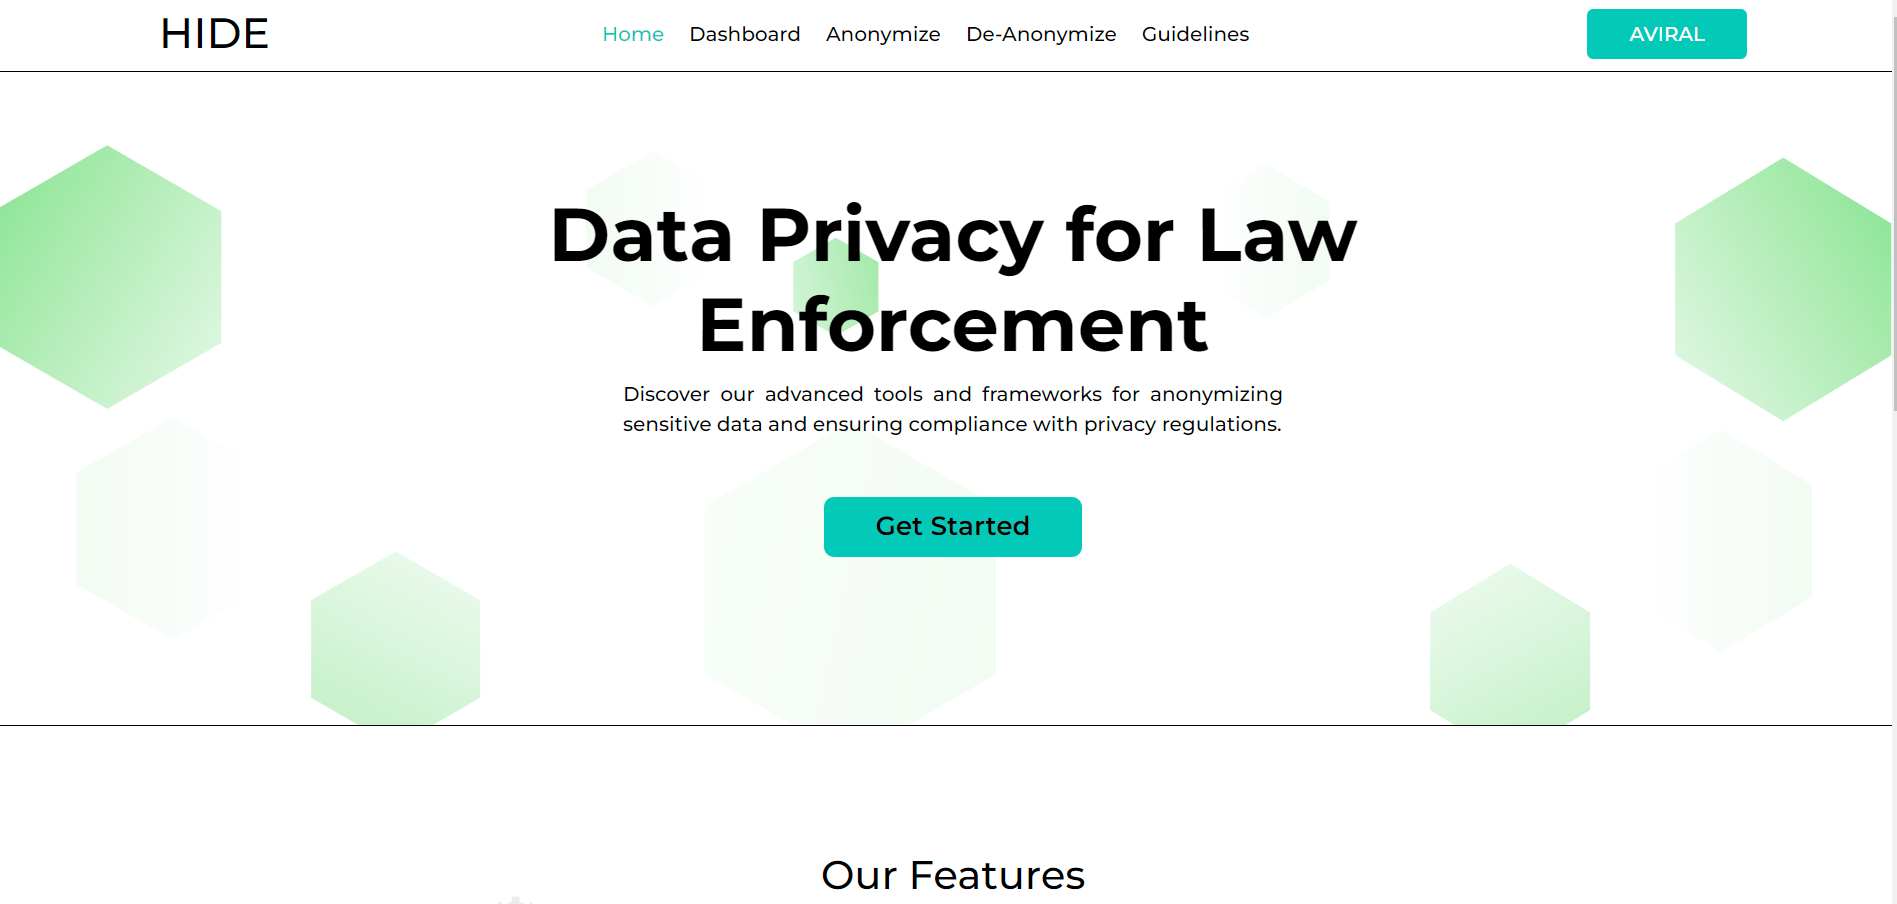 HIDE
Home Dashboard Anonymize De-Anonymize Guidelines
AVIRAL
Data Privacy for Law
Enforcement
Discover our advanced tools and frameworks for anonymizing
sensitive data and ensuring compliance with privacy regulations.
Get Started
Our Features